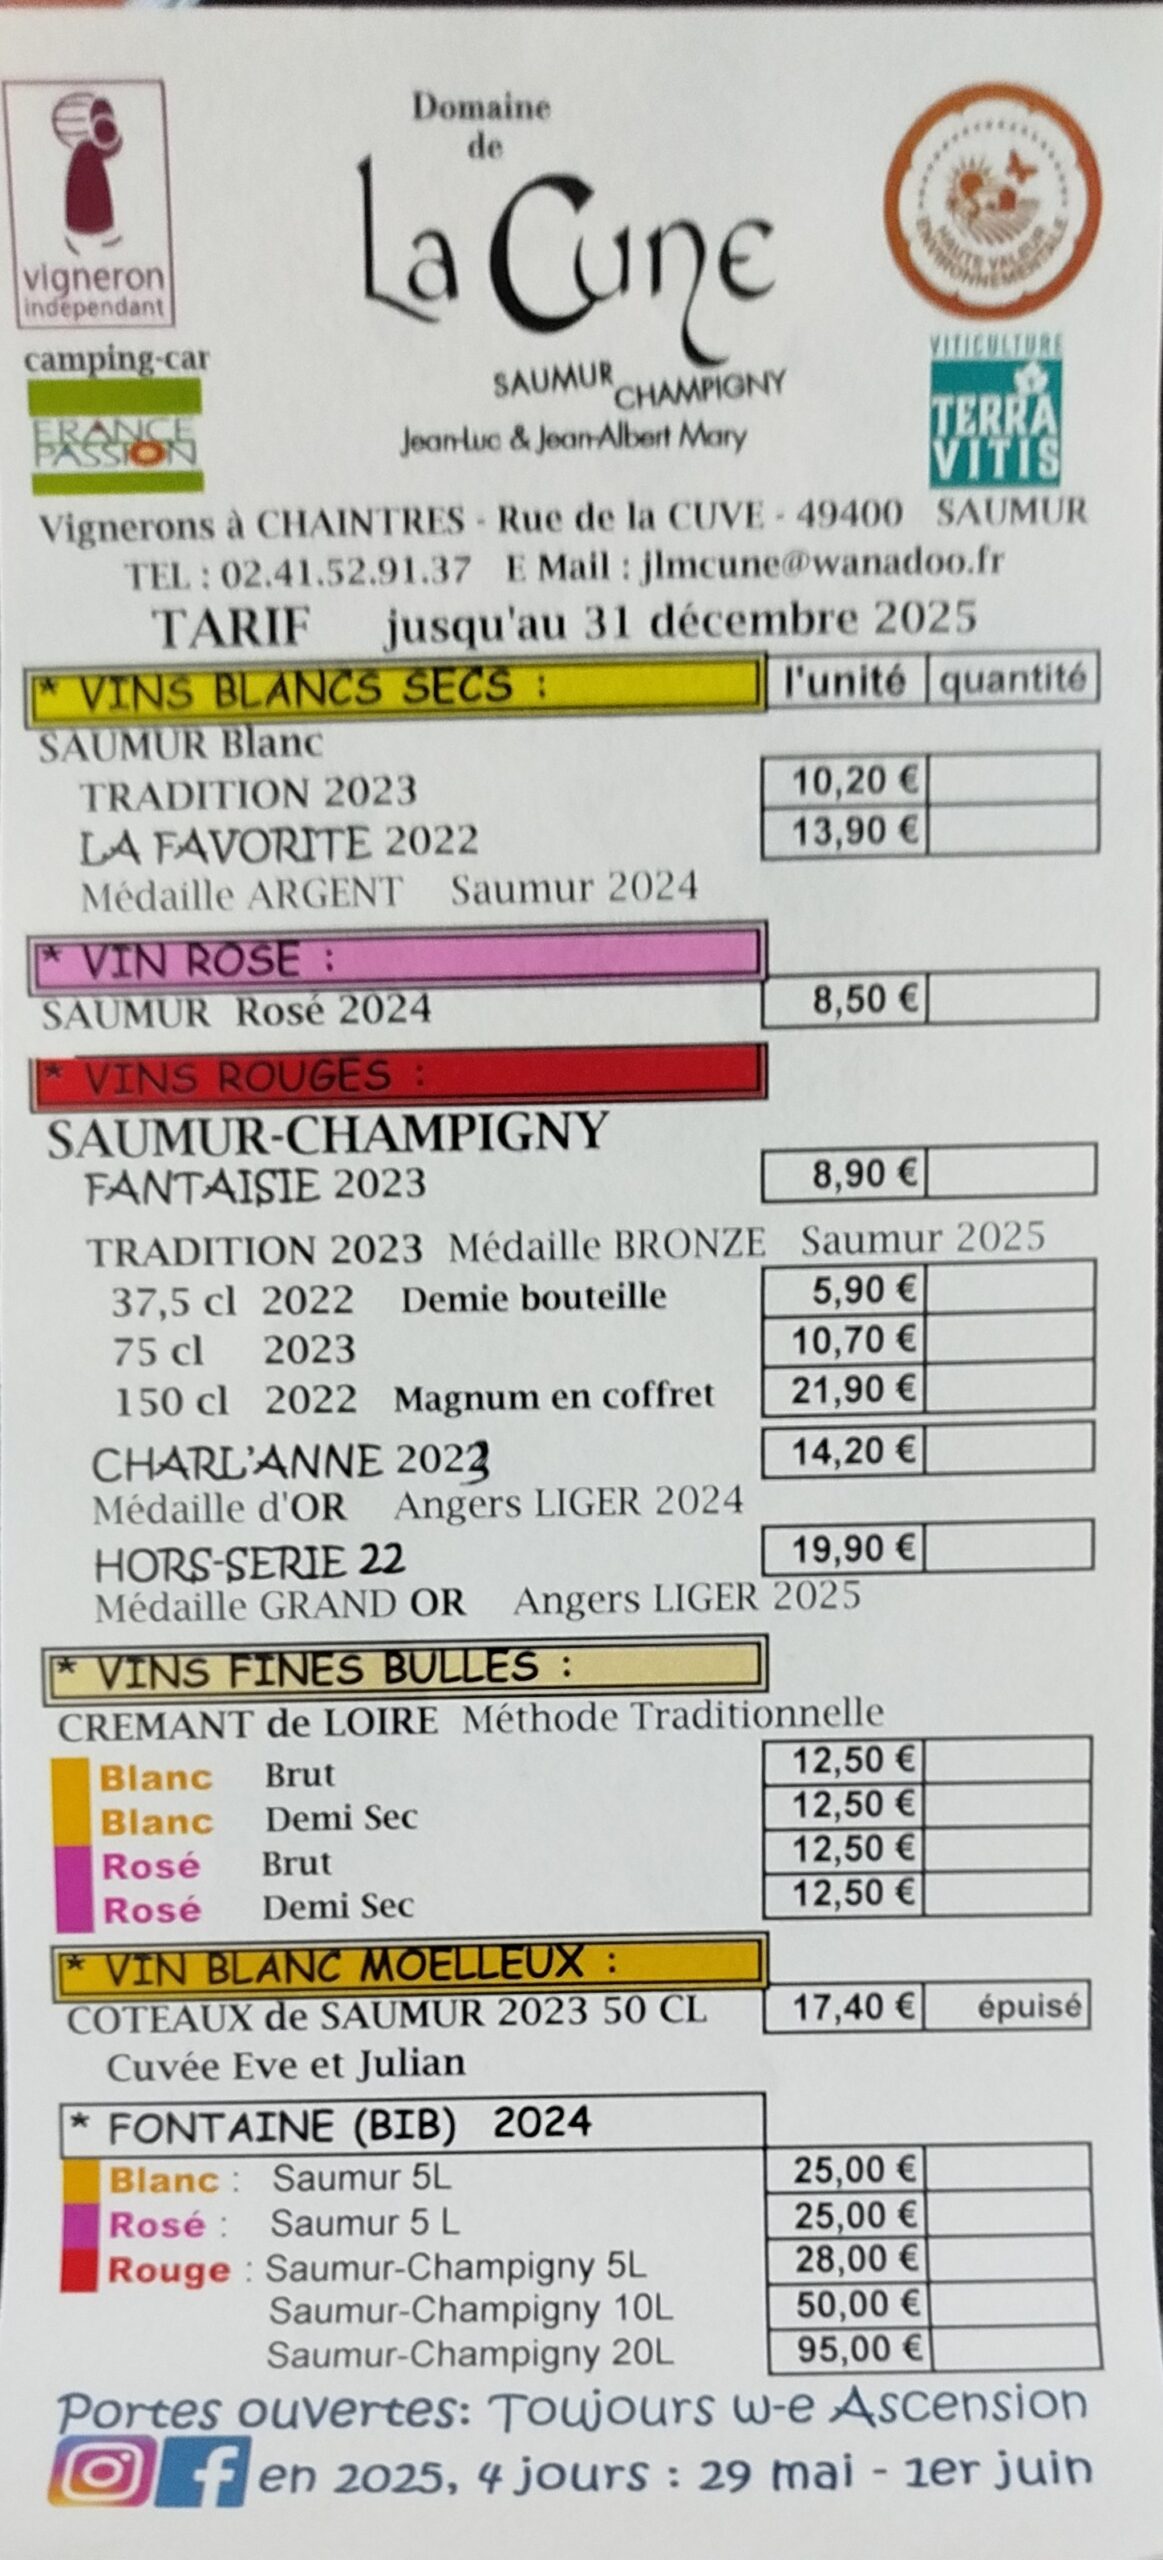 Domaine
de
La Cune
SAUMUR CHAMPIGNY
Jean-Luc & Jean-Albert Mary
vigneron
indépendant
camping-car
FRANCE
PASSION
HAUTE VALEUR
ENVIRONNEMENTALE
VITICULTURE
TERRA
VITIS
Vignerons à CHAINTRES - Rue de la CUVE - 49400 SAUMUR
TEL : 02.41.52.91.37 E Mail : jlmcune@wanadoo.fr
TARIF jusqu'au 31 décembre 2025
* VINS BLANCS SECS : l'unité quantité
SAUMUR Blanc
TRADITION 2023 10,20 €
LA FAVORITE 2022 13,90 €
Médaille ARGENT Saumur 2024
* VIN ROSE :
SAUMUR Rosé 2024 8,50 €
* VINS ROUGES :
SAUMUR-CHAMPIGNY
FANTAISIE 2023 8,90 €
TRADITION 2023 Médaille BRONZE Saumur 2025
37,5 cl 2022 Demie bouteille 5,90 €
75 cl 2023 10,70 €
150 cl 2022 Magnum en coffret 21,90 €
CHARL'ANNE 2023 14,20 €
Médaille d'OR Angers LIGER 2024
HORS-SERIE 22 19,90 €
Médaille GRAND OR Angers LIGER 2025
* VINS FINES BULLES :
CREMANT de LOIRE Méthode Traditionnelle
Blanc Brut 12,50 €
Blanc Demi Sec 12,50 €
Rosé Brut 12,50 €
Rosé Demi Sec 12,50 €
* VIN BLANC MOELLEUX :
COTEAUX de SAUMUR 2023 50 CL 17,40 € épuisé
Cuvée Eve et Julian
* FONTAINE (BIB) 2024
Blanc : Saumur 5L 25,00 €
Rosé : Saumur 5 L 25,00 €
Rouge : Saumur-Champigny 5L 28,00 €
Saumur-Champigny 10L 50,00 €
Saumur-Champigny 20L 95,00 €
Portes ouvertes: Toujours w-e Ascension
en 2025, 4 jours : 29 mai - 1er juin